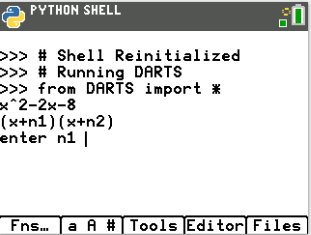 PYTHON SHELL
>>> # Shell Reinitialized
>>> # Running DARTS
>>> from DARTS import *
x^2-2x-8
(x+n1)(x+n2)
enter n1 |
Fns… a A # Tools Editor Files